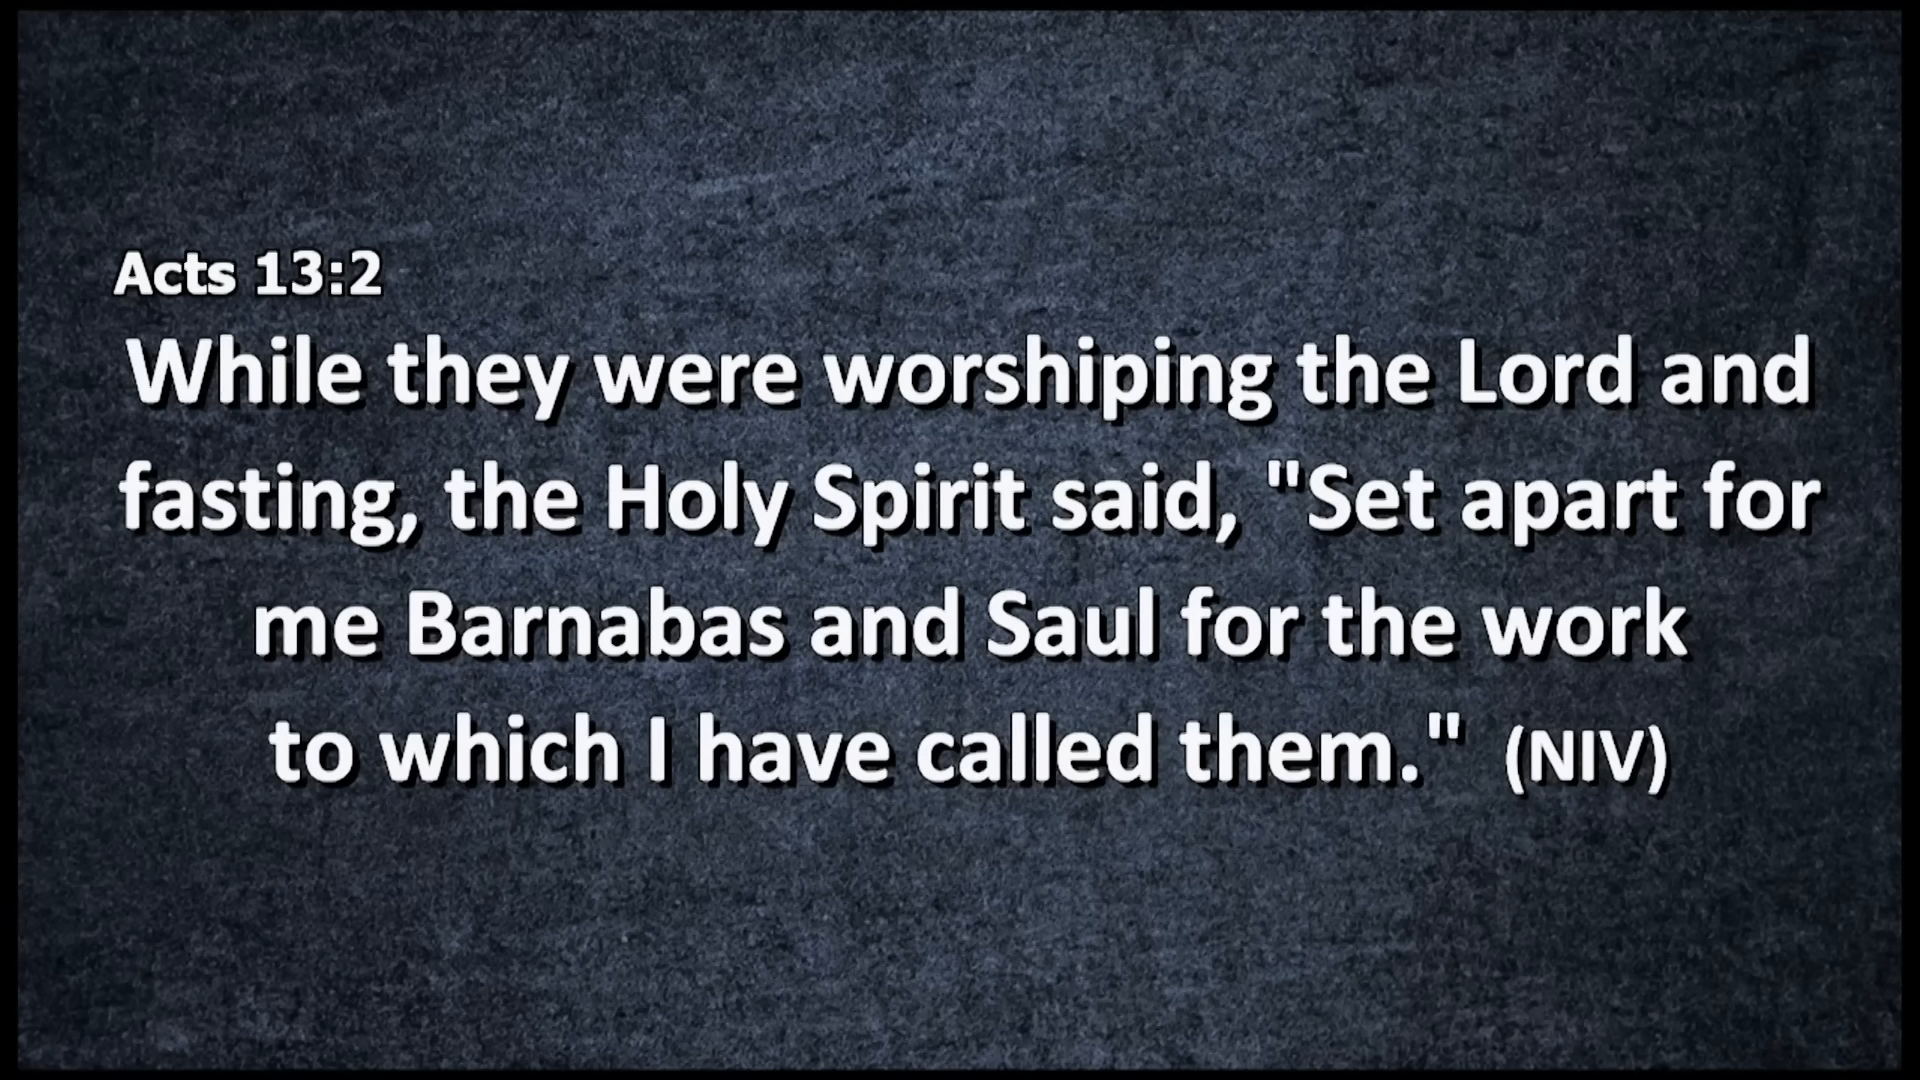 Acts 13:2
While they were worshiping the Lord and
fasting, the Holy Spirit said, "Set apart for
me Barnabas and Saul for the work
to which I have called them." (NIV)